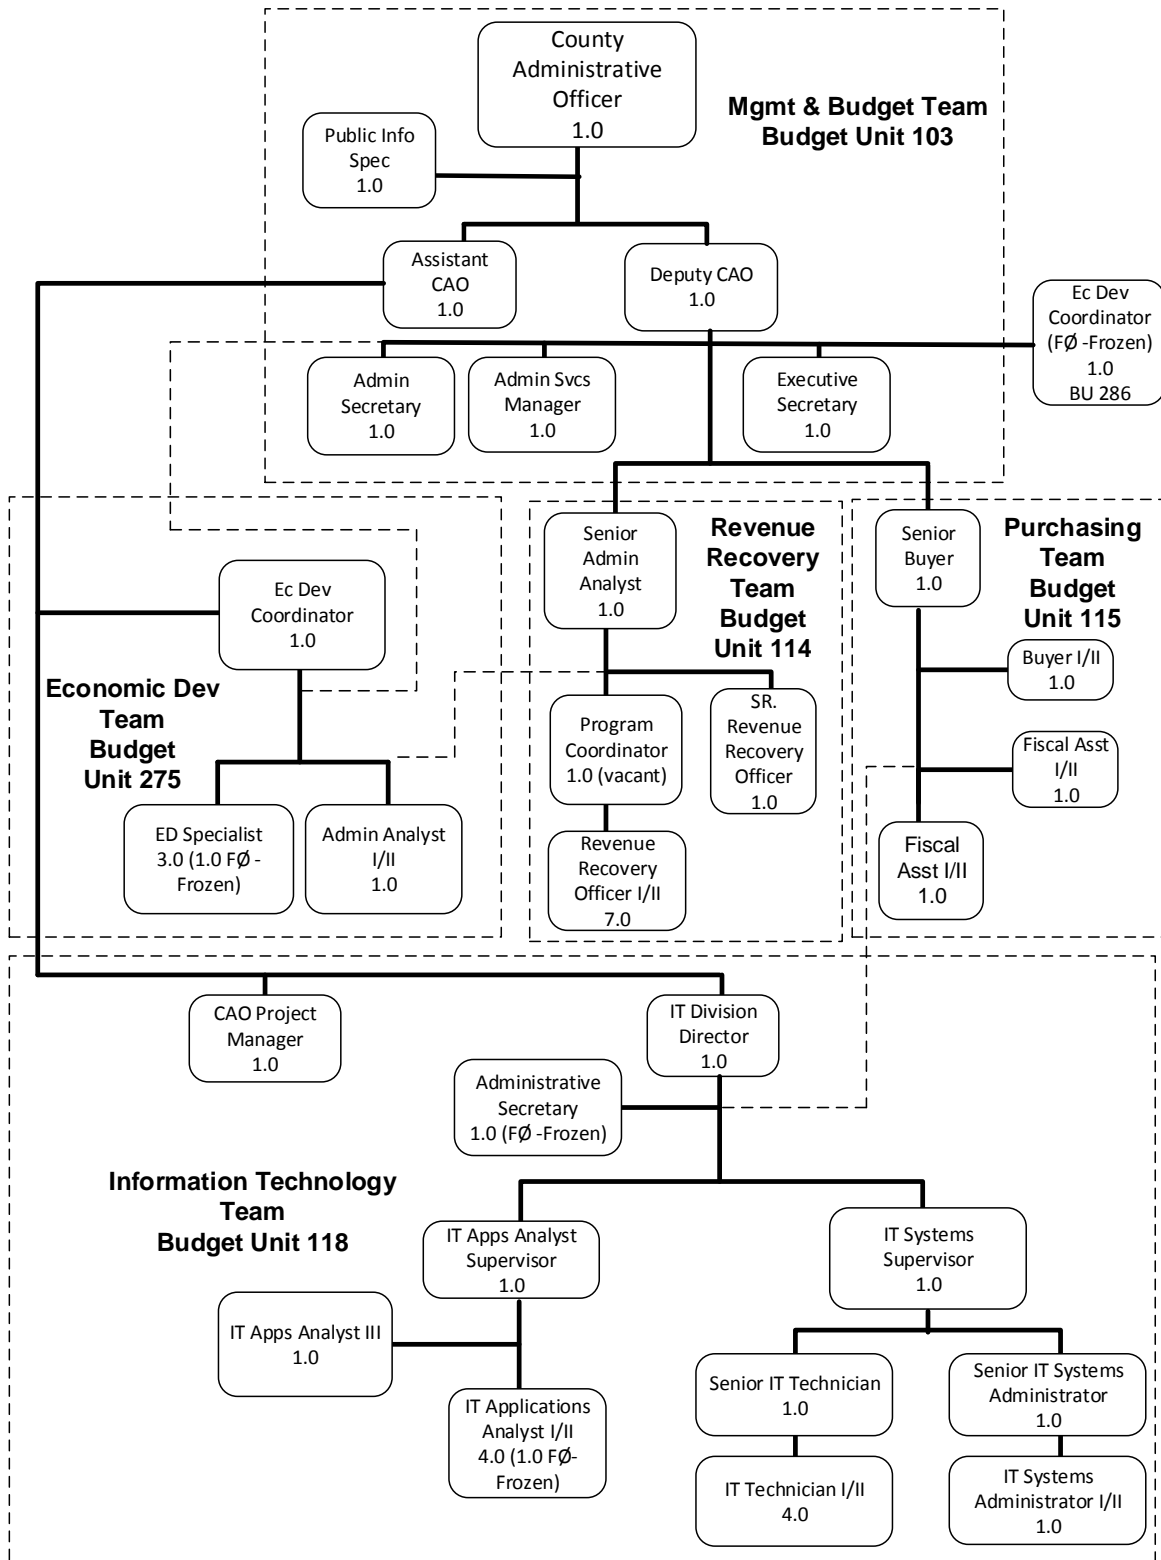 County
Administrative
Officer
1.0
Mgmt & Budget Team
Budget Unit 103
Public Info
Spec
1.0
Assistant
CAO
1.0
Deputy CAO
1.0
Ec Dev
Coordinator
(FØ -Frozen)
1.0
BU 286
Admin
Secretary
1.0
Admin Svcs
Manager
1.0
Executive
Secretary
1.0
Ec Dev
Coordinator
1.0
Economic Dev
Team
Budget
Unit 275
ED Specialist
3.0 (1.0 FØ -
Frozen)
Admin Analyst
I/II
1.0
Senior
Admin
Analyst
1.0
Revenue
Recovery
Team
Budget
Unit 114
Program
Coordinator
1.0 (vacant)
SR.
Revenue
Recovery
Officer
1.0
Revenue
Recovery
Officer I/II
7.0
Senior
Buyer
1.0
Purchasing
Team
Budget
Unit 115
Buyer I/II
1.0
Fiscal Asst
I/II
1.0
Fiscal
Asst I/II
1.0
CAO Project
Manager
1.0
IT Division
Director
1.0
Administrative
Secretary
1.0 (FØ -Frozen)
Information Technology
Team
Budget Unit 118
IT Apps Analyst
Supervisor
1.0
IT Systems
Supervisor
1.0
IT Apps Analyst III
1.0
IT Applications
Analyst I/II
4.0 (1.0 FØ-
Frozen)
Senior IT Technician
1.0
Senior IT Systems
Administrator
1.0
IT Technician I/II
4.0
IT Systems
Administrator I/II
1.0